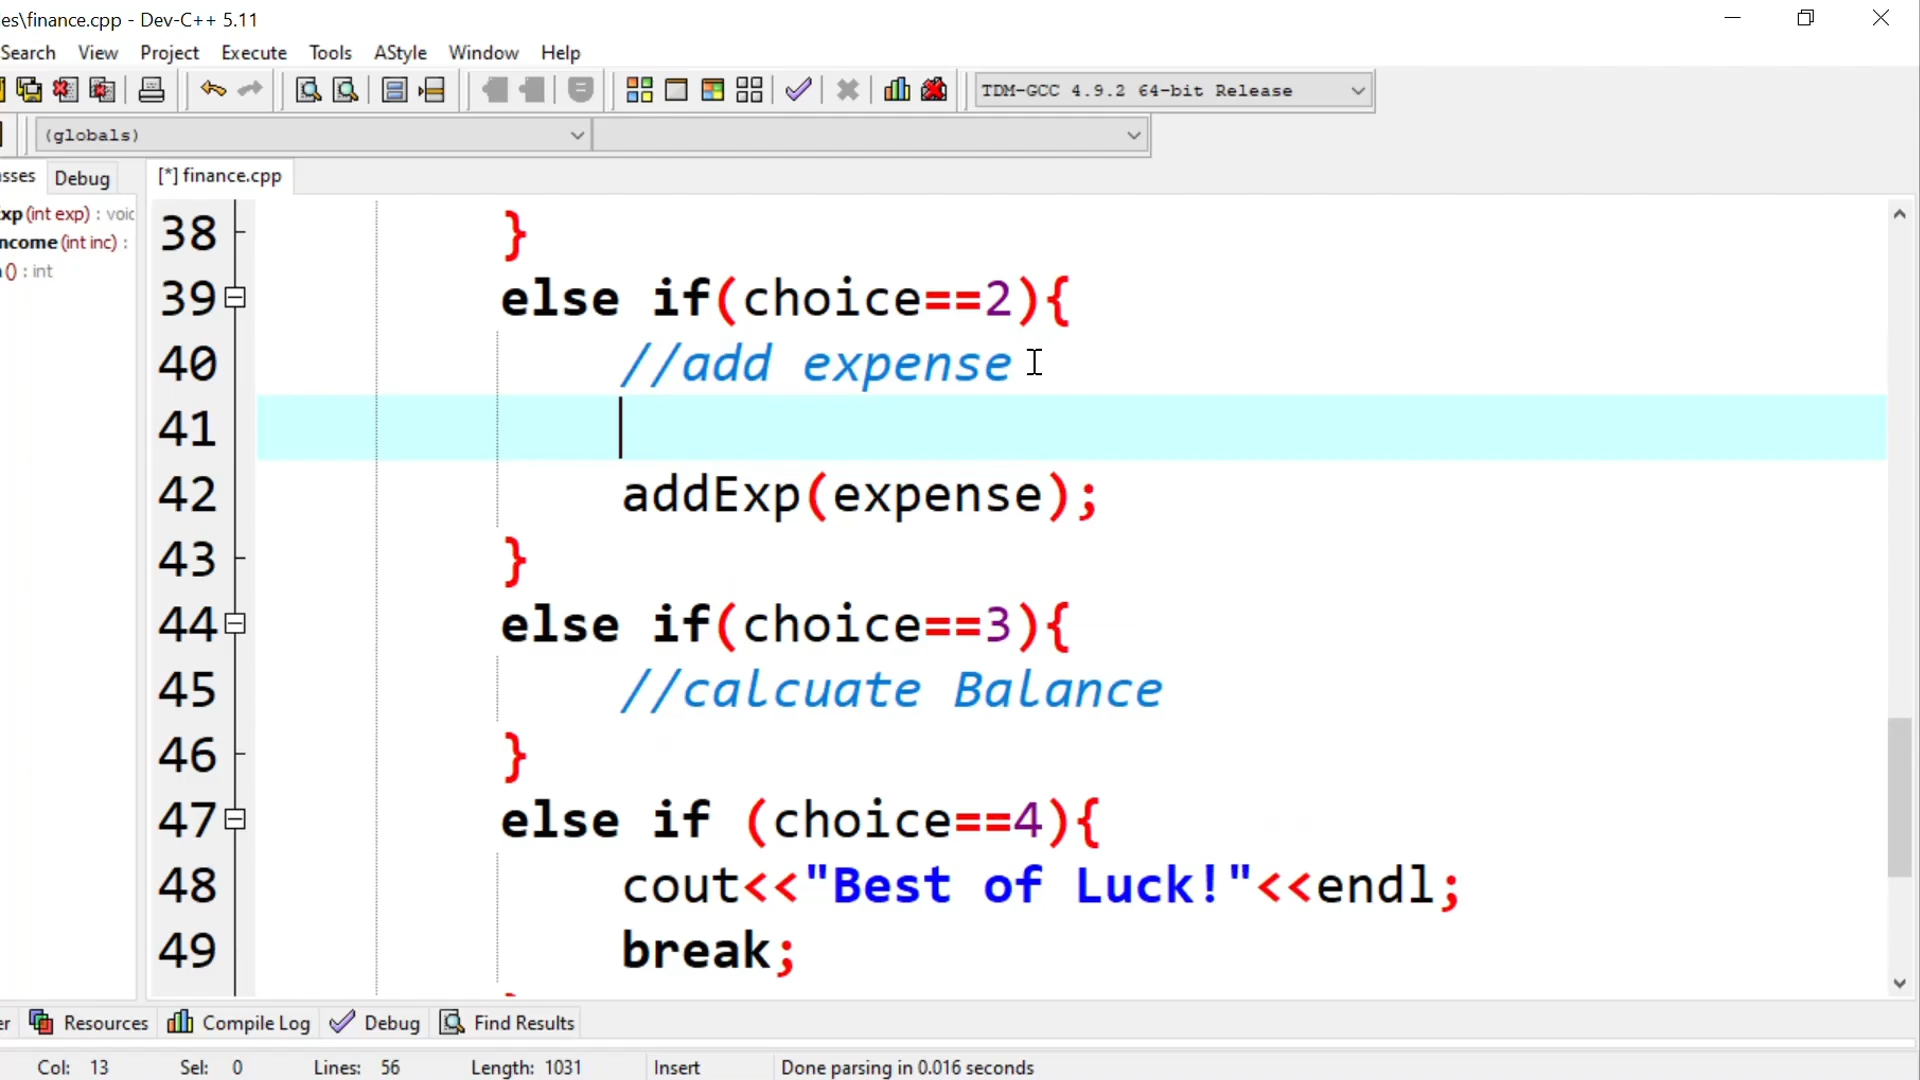 es\finance.cpp - Dev-C++ 5.11
Search View Project Execute Tools AStyle Window Help
TDM-GCC 4.9.2 64-bit Release
(globals)
sses Debug [*] finance.cpp
xp (int exp) : void
ncome (int inc) :
() : int
38 }
39 else if(choice==2){
40 //add expense
41
42 addExp(expense);
43 }
44 else if(choice==3){
45 //calcuate Balance
46 }
47 else if (choice==4){
48 cout<<"Best of Luck!"<<endl;
49 break;
er Resources Compile Log Debug Find Results
Col: 13 Sel: 0 Lines: 56 Length: 1031 Insert Done parsing in 0.016 seconds